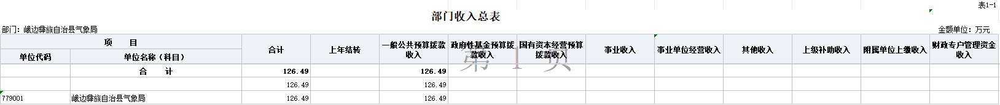 表1-1
部门收入总表
部门：峨边彝族自治县气象局 金额单位：万元
项 目 合计 上年结转 一般公共预算拨款收入 政府性基金预算拨款收入 国有资本经营预算拨款收入 事业收入 事业单位经营收入 其他收入 上级补助收入 附属单位上缴收入 财政专户管理资金收入
单位代码 单位名称（科目）
第 1 页
合 计 126.49 126.49
126.49 126.49
779001 峨边彝族自治县气象局 126.49 126.49